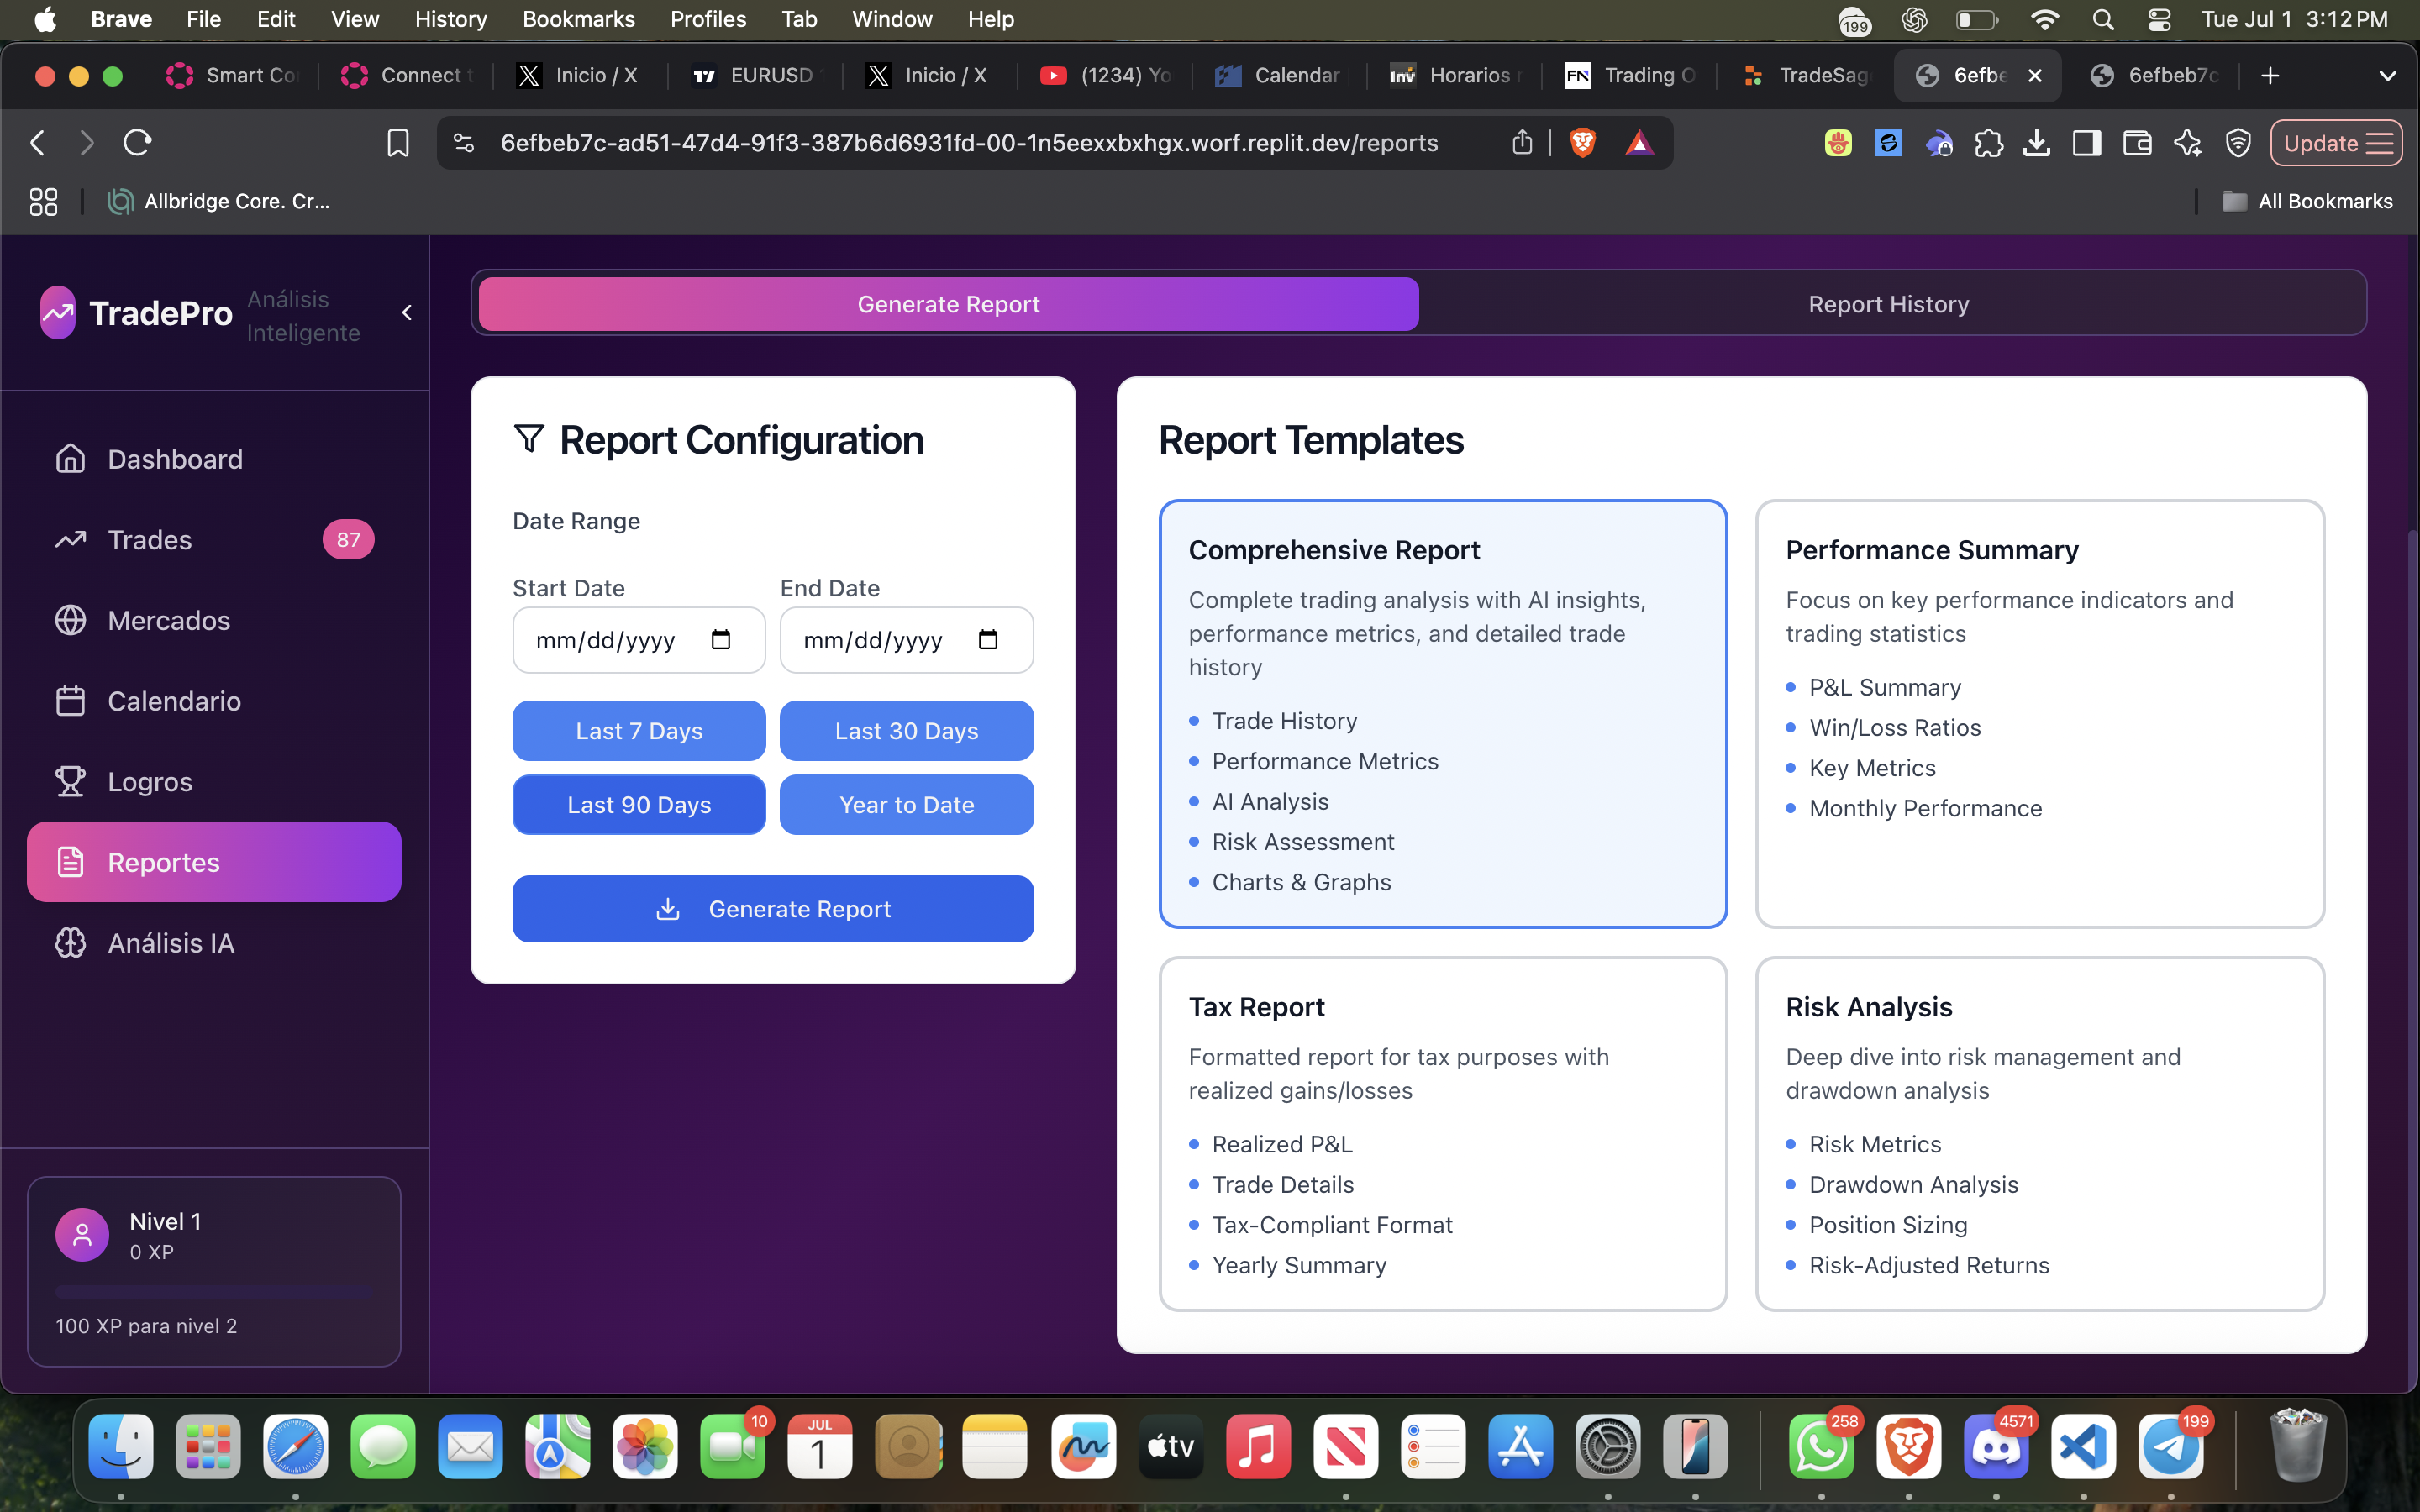 Brave File Edit View History Bookmarks Profiles Tab Window Help 199 Tue Jul 1 3:12 PM
Smart Co Connect t Inicio / X EURUSD Inicio / X (1234) Yo Calendar Horarios Trading O TradeSag 6efbe 6efbeb7c
6efbeb7c-ad51-47d4-91f3-387b6d6931fd-00-1n5eexxbxhgx.worf.replit.dev/reports Update
Allbridge Core. Cr... All Bookmarks
TradePro
Análisis
Inteligente
Dashboard
Trades 87
Mercados
Calendario
Logros
Reportes
Análisis IA
Nivel 1
0 XP
100 XP para nivel 2
Generate Report Report History
Report Configuration
Date Range
Start Date End Date
mm/dd/yyyy mm/dd/yyyy
Last 7 Days Last 30 Days
Last 90 Days Year to Date
Generate Report
Report Templates
Comprehensive Report
Complete trading analysis with AI insights,
performance metrics, and detailed trade
history
Trade History
Performance Metrics
AI Analysis
Risk Assessment
Charts & Graphs
Performance Summary
Focus on key performance indicators and
trading statistics
P&L Summary
Win/Loss Ratios
Key Metrics
Monthly Performance
Tax Report
Formatted report for tax purposes with
realized gains/losses
Realized P&L
Trade Details
Tax-Compliant Format
Yearly Summary
Risk Analysis
Deep dive into risk management and
drawdown analysis
Risk Metrics
Drawdown Analysis
Position Sizing
Risk-Adjusted Returns
10 JUL 1 tv 258 4571 199